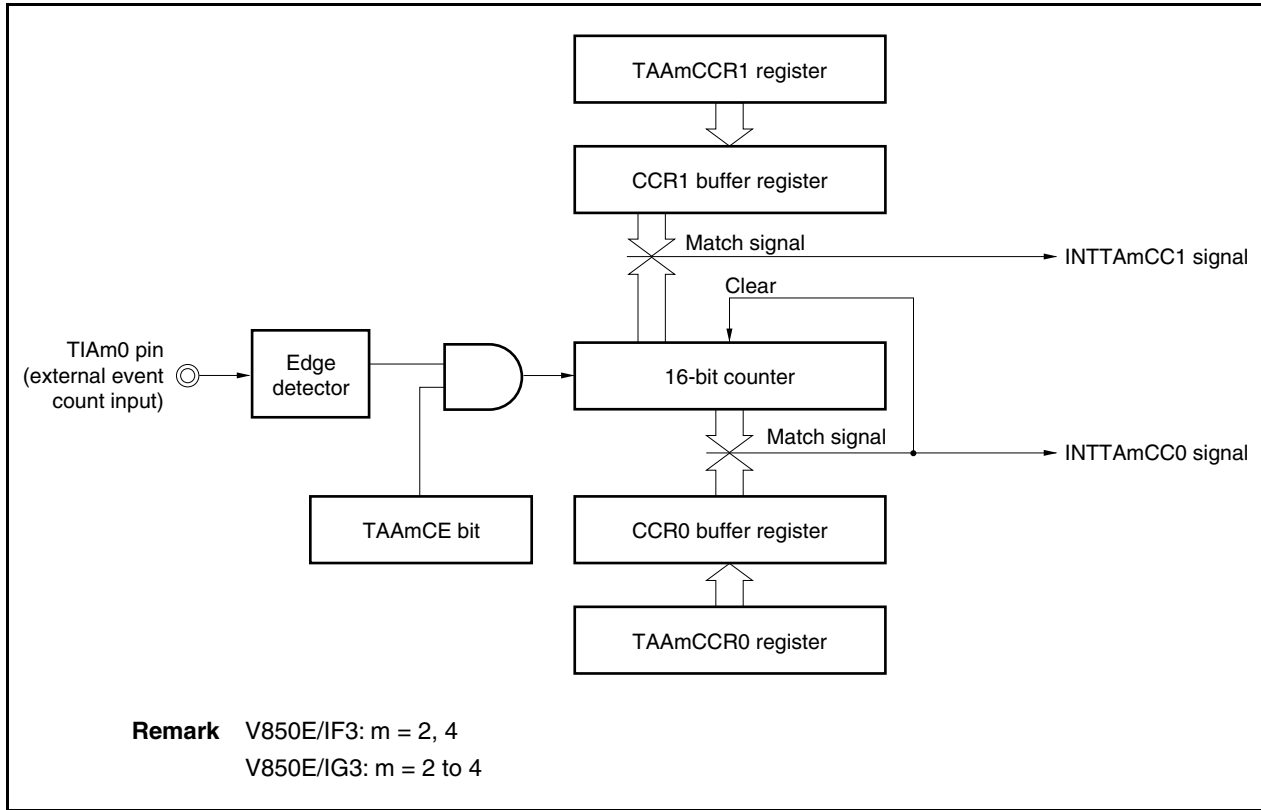 TAAmCCR1 register
CCR1 buffer register
Match signal
INTTAmCC1 signal
Clear
TIAm0 pin
(external event
count input)
Edge
detector
16-bit counter
Match signal
INTTAmCC0 signal
TAAmCE bit
CCR0 buffer register
TAAmCCR0 register
Remark V850E/IF3: m = 2, 4
V850E/IG3: m = 2 to 4